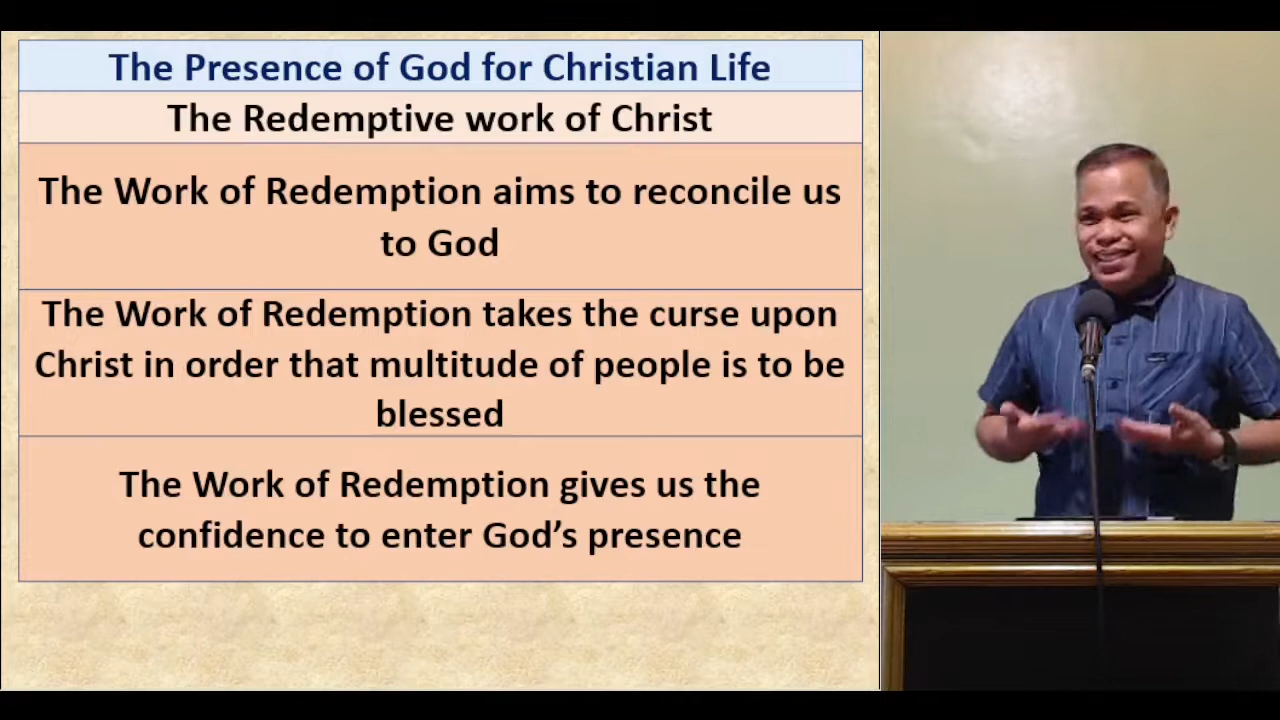 The Presence of God for Christian Life
The Redemptive work of Christ
The Work of Redemption aims to reconcile us
to God
The Work of Redemption takes the curse upon
Christ in order that multitude of people is to be
blessed
The Work of Redemption gives us the
confidence to enter God’s presence